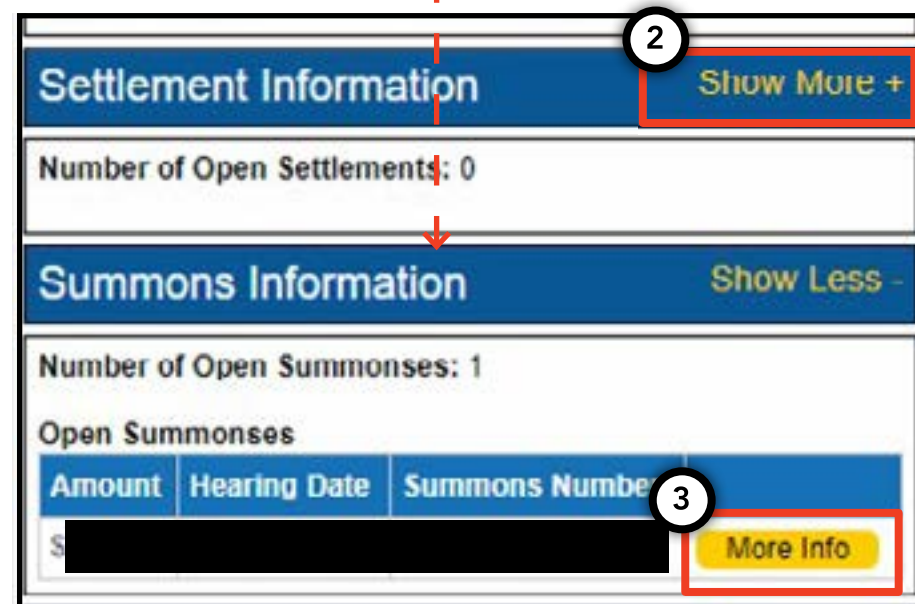 2
Settlement Information Show More +
Number of Open Settlements: 0
Summons Information Show Less -
Number of Open Summonses: 1
Open Summonses
Amount Hearing Date Summons Number
3
$
More Info